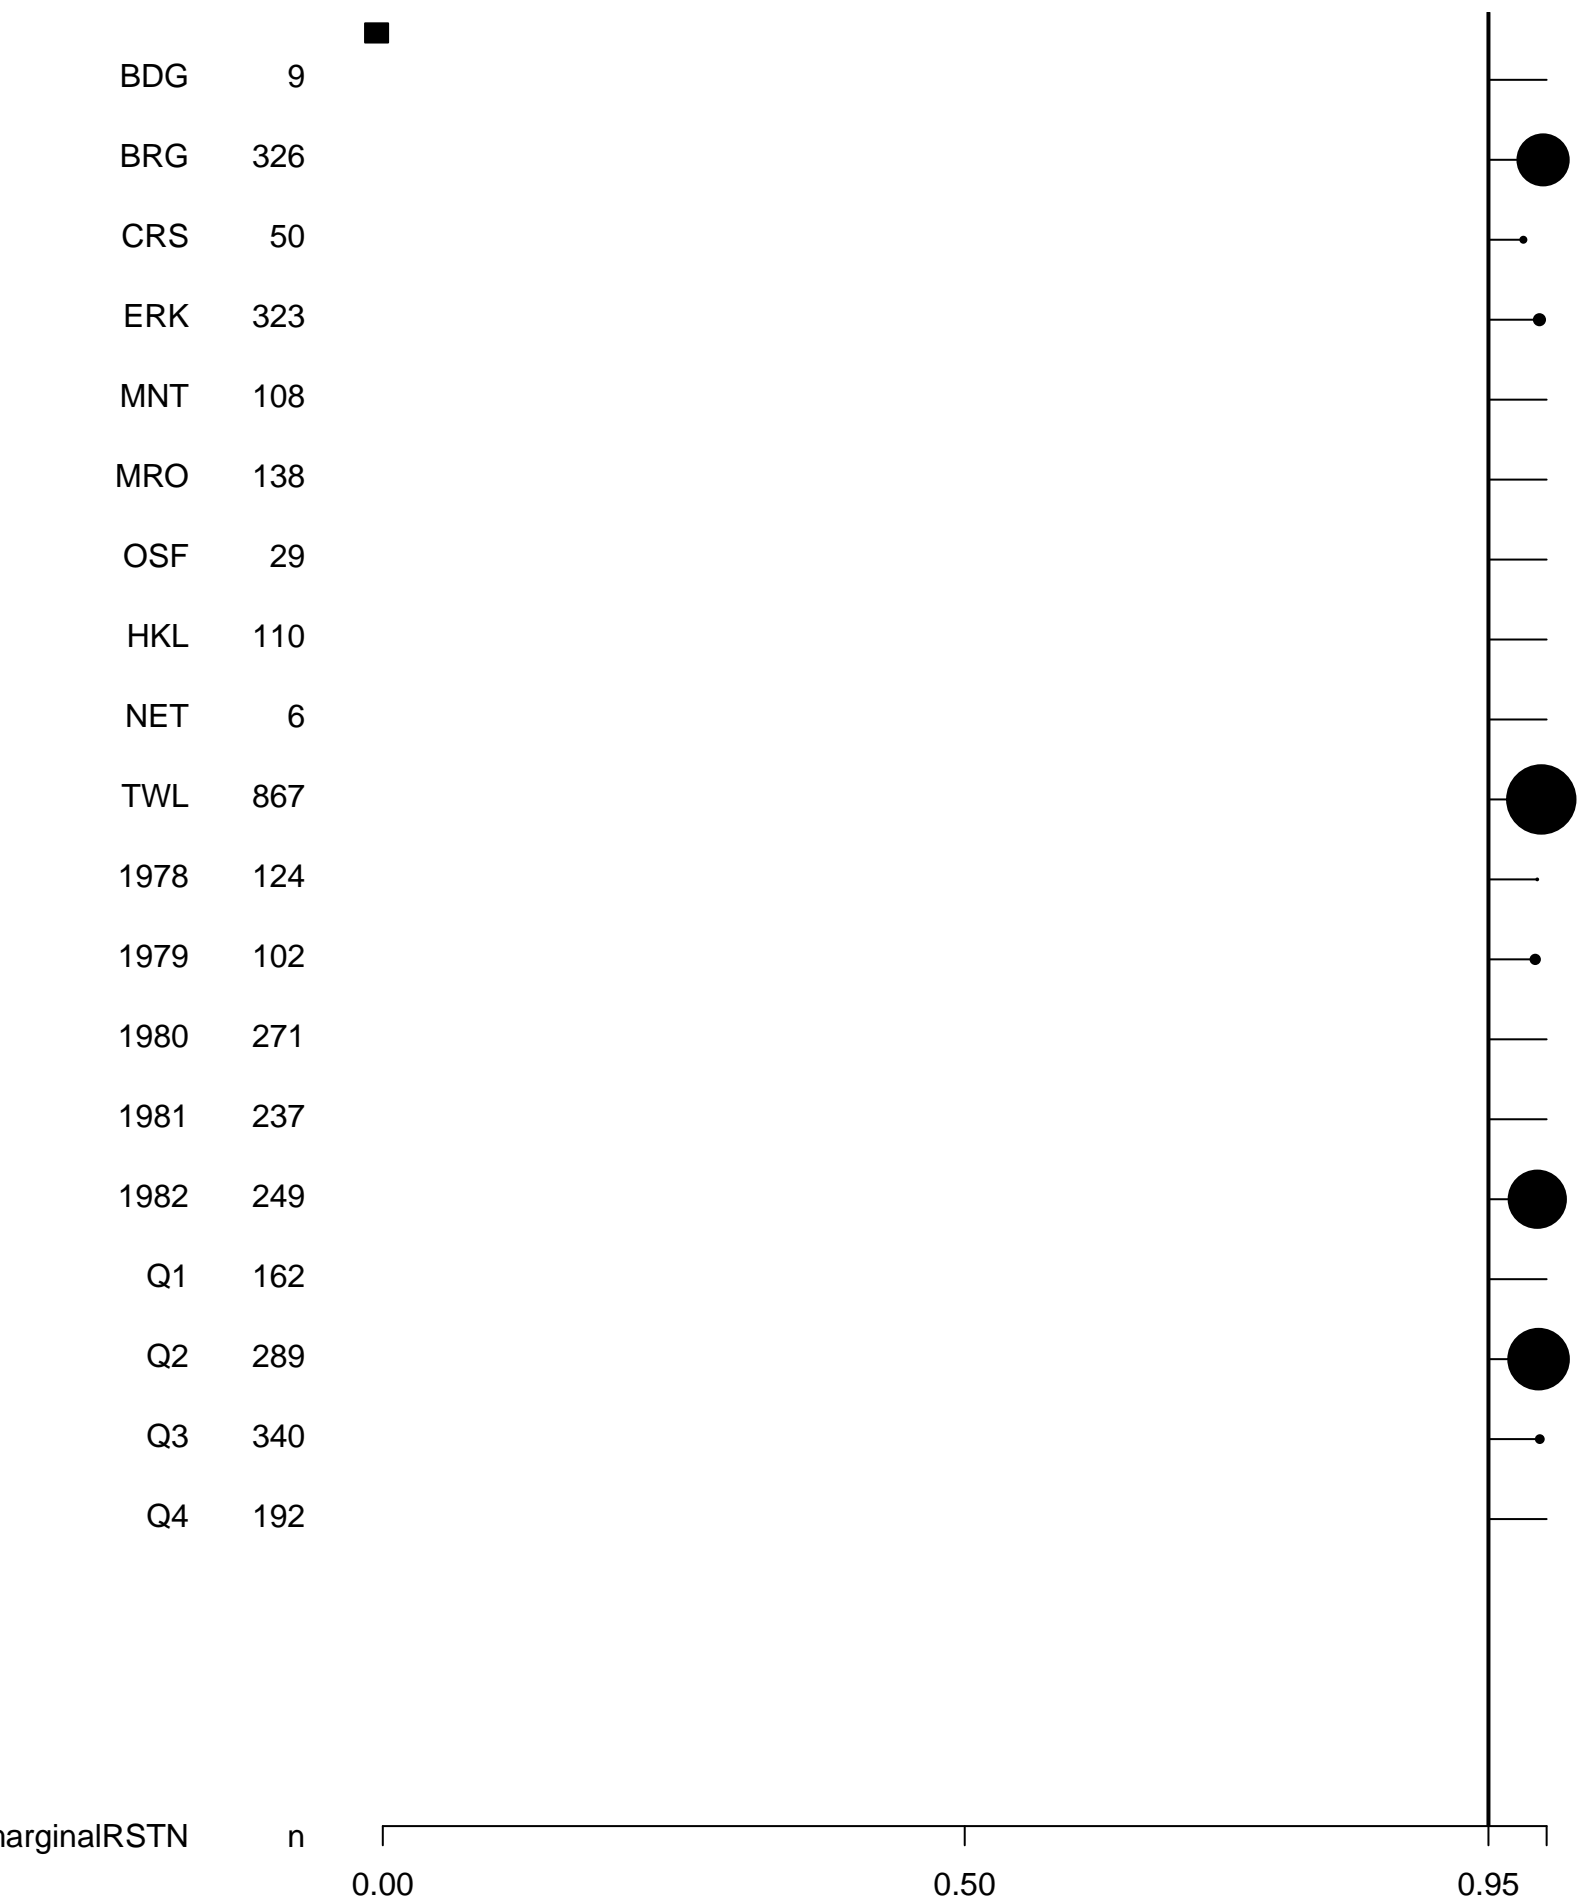 BDG 9
BRG 326
CRS 50
ERK 323
MNT 108
MRO 138
OSF 29
HKL 110
NET 6
TWL 867
1978 124
1979 102
1980 271
1981 237
1982 249
Q1 162
Q2 289
Q3 340
Q4 192
arginalRSTN n
0.00 0.50 0.95